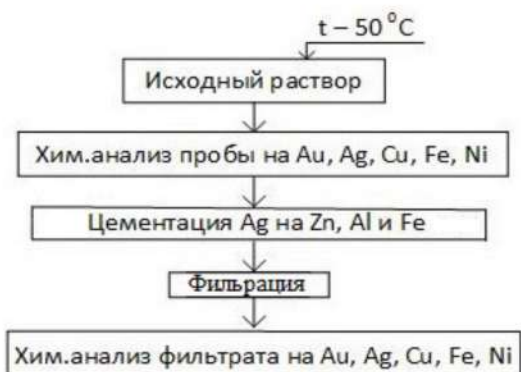 t – 50 ⁰С
Исходный раствор
Хим.анализ пробы на Au, Ag, Cu, Fe, Ni
Цементация Ag на Zn, Al и Fe
Фильрация
Хим.анализ фильтрата на Au, Ag, Cu, Fe, Ni